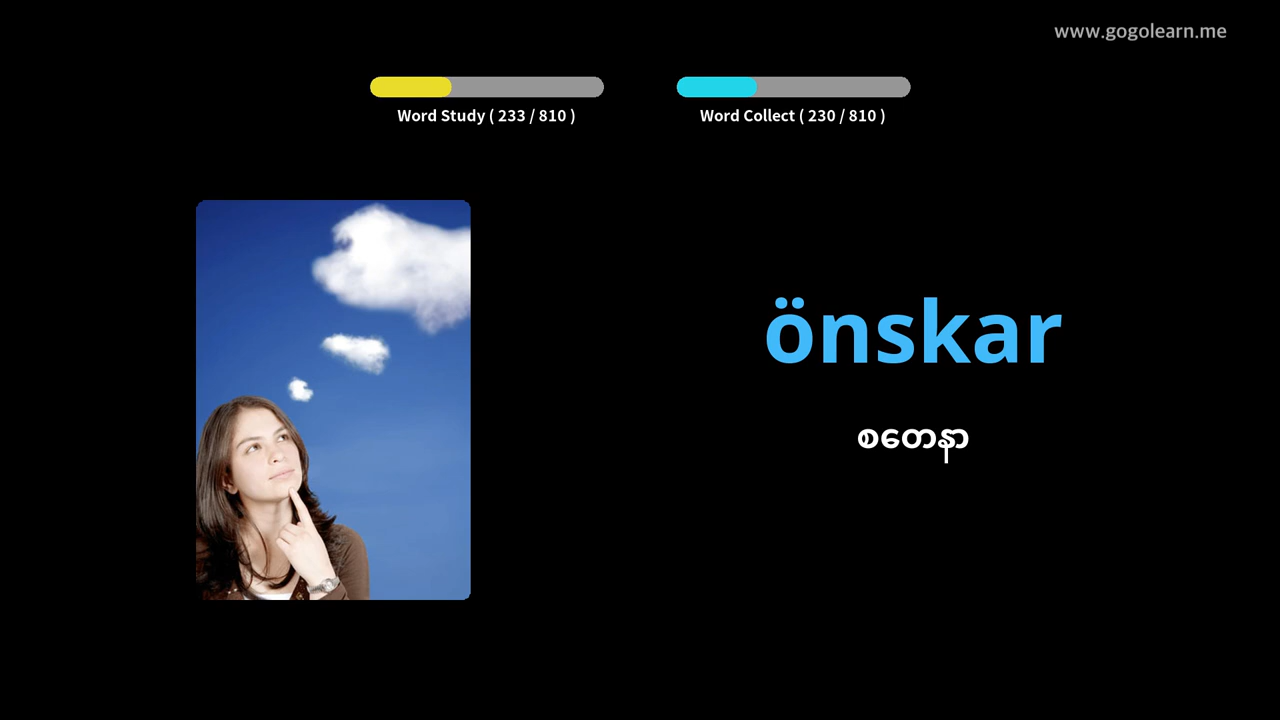 www.gogolearn.me
Word Study ( 233 / 810 )
Word Collect ( 230 / 810 )
önskar
စတေနာ